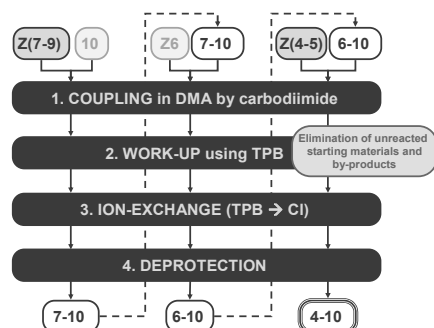 Z(7-9) 10 Z6 7-10 Z(4-5) 6-10
1. COUPLING in DMA by carbodiimide
Elimination of unreacted
starting materials and
by-products
2. WORK-UP using TPB
3. ION-EXCHANGE (TPB → Cl)
4. DEPROTECTION
7-10 6-10 4-10